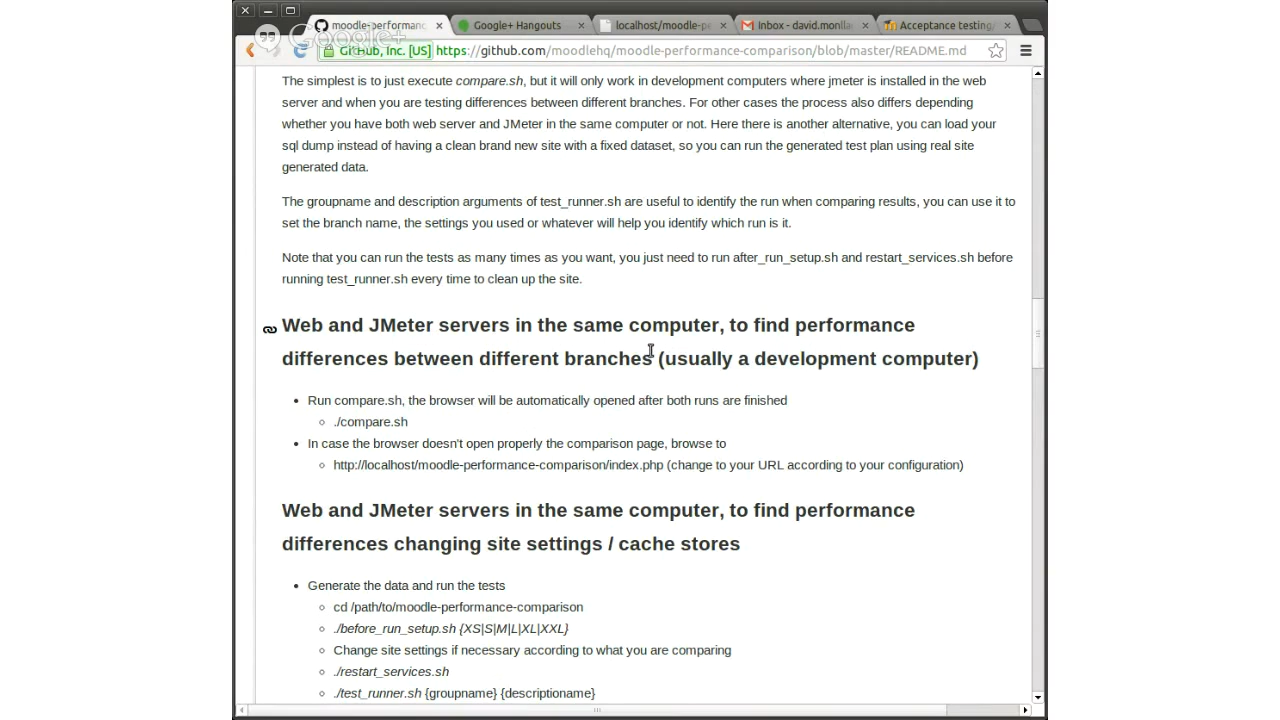 moodle-performanc
Google+ Hangouts
localhost/moodle-pe
Inbox - david.monlla
Acceptance testing/
Google+
GitHub, Inc. [US]
https://github.com/moodlehq/moodle-performance-comparison/blob/master/README.md
The simplest is to just execute compare.sh, but it will only work in development computers where jmeter is installed in the web
server and when you are testing differences between different branches. For other cases the process also differs depending
whether you have both web server and JMeter in the same computer or not. Here there is another alternative, you can load your
sql dump instead of having a clean brand new site with a fixed dataset, so you can run the generated test plan using real site
generated data.
The groupname and description arguments of test_runner.sh are useful to identify the run when comparing results, you can use it to
set the branch name, the settings you used or whatever will help you identify which run is it.
Note that you can run the tests as many times as you want, you just need to run after_run_setup.sh and restart_services.sh before
running test_runner.sh every time to clean up the site.
Web and JMeter servers in the same computer, to find performance
differences between different branches (usually a development computer)
• Run compare.sh, the browser will be automatically opened after both runs are finished
◦ ./compare.sh
• In case the browser doesn't open properly the comparison page, browse to
◦ http://localhost/moodle-performance-comparison/index.php (change to your URL according to your configuration)
Web and JMeter servers in the same computer, to find performance
differences changing site settings / cache stores
• Generate the data and run the tests
◦ cd /path/to/moodle-performance-comparison
◦ ./before_run_setup.sh {XS|S|M|L|XL|XXL}
◦ Change site settings if necessary according to what you are comparing
◦ ./restart_services.sh
◦ ./test_runner.sh {groupname} {descriptioname}